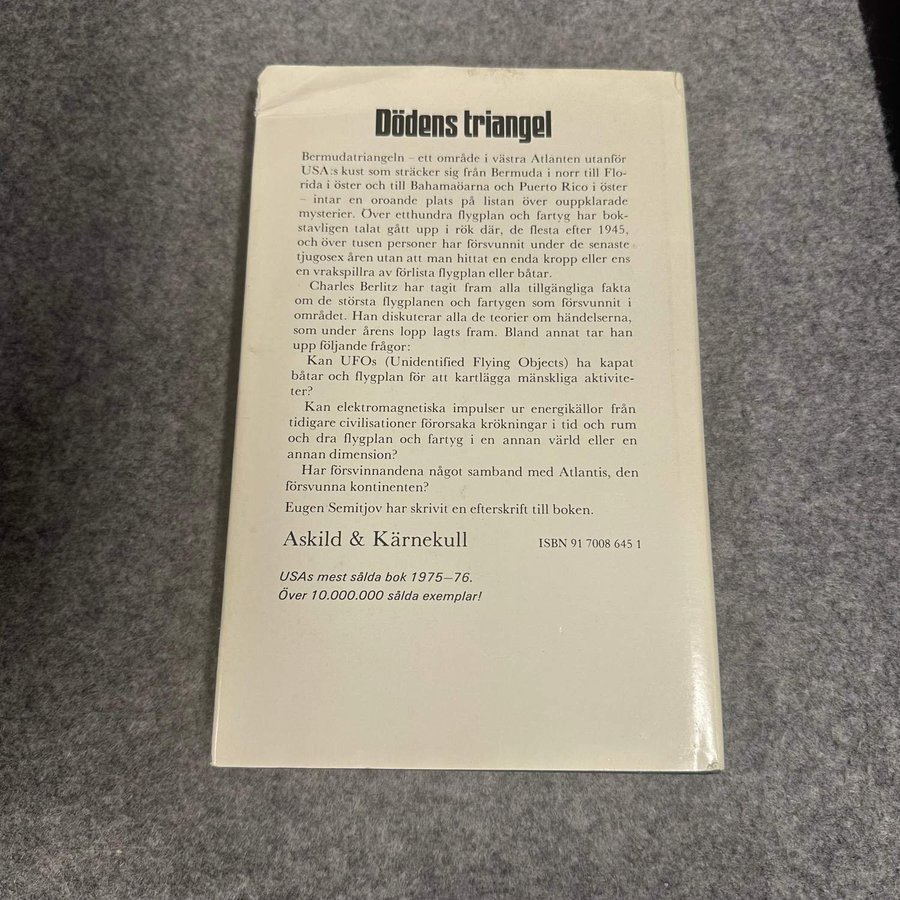 Dödens triangel
Bermudatriangeln – ett område i västra Atlanten utanför
USA:s kust som sträcker sig från Bermuda i norr till Flo-
rida i öster och till Bahamaöarna och Puerto Rico i öster
– intar en oroande plats på listan över ouppklarade
mysterier. Över etthundra flygplan och fartyg har bok-
stavligen talat gått upp i rök där, de flesta efter 1945,
och över tusen personer har försvunnit under de senaste
tjugosex åren utan att man hittat en enda kropp eller ens
en vrakspillra av förlista flygplan eller båtar.
Charles Berlitz har tagit fram alla tillgängliga fakta
om de största flygplanen och fartygen som försvunnit i
området. Han diskuterar alla de teorier om händelserna,
som under årens lopp lagts fram. Bland annat tar han
upp följande frågor:
Kan UFOs (Unidentified Flying Objects) ha kapat
båtar och flygplan för att kartlägga mänskliga aktivite-
ter?
Kan elektromagnetiska impulser ur energikällor från
tidigare civilisationer förorsaka krökningar i tid och rum
och dra flygplan och fartyg i en annan värld eller en
annan dimension?
Har försvinnandena något samband med Atlantis, den
försvunna kontinenten?
Eugen Semitjov har skrivit en efterskrift till boken.
Askild & Kärnekull ISBN 91 7008 645 1
USAs mest sålda bok 1975–76.
Över 10.000.000 sålda exemplar!